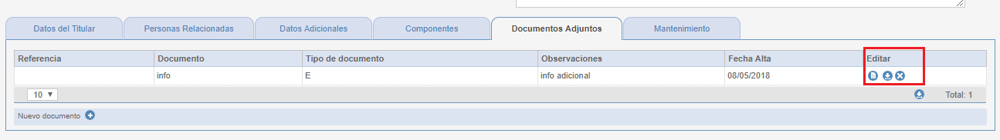 Datos del Titular Personas Relacionadas Datos Adicionales Componentes Documentos Adjuntos Mantenimiento
Referencia Documento Tipo de documento Observaciones Fecha Alta Editar
info E info adicional 08/05/2018
10 Total: 1
Nuevo documento